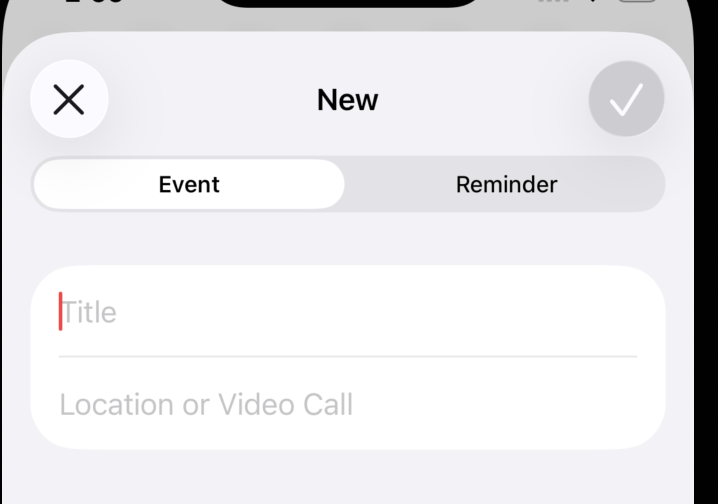 New
Event
Reminder
Title
Location or Video Call